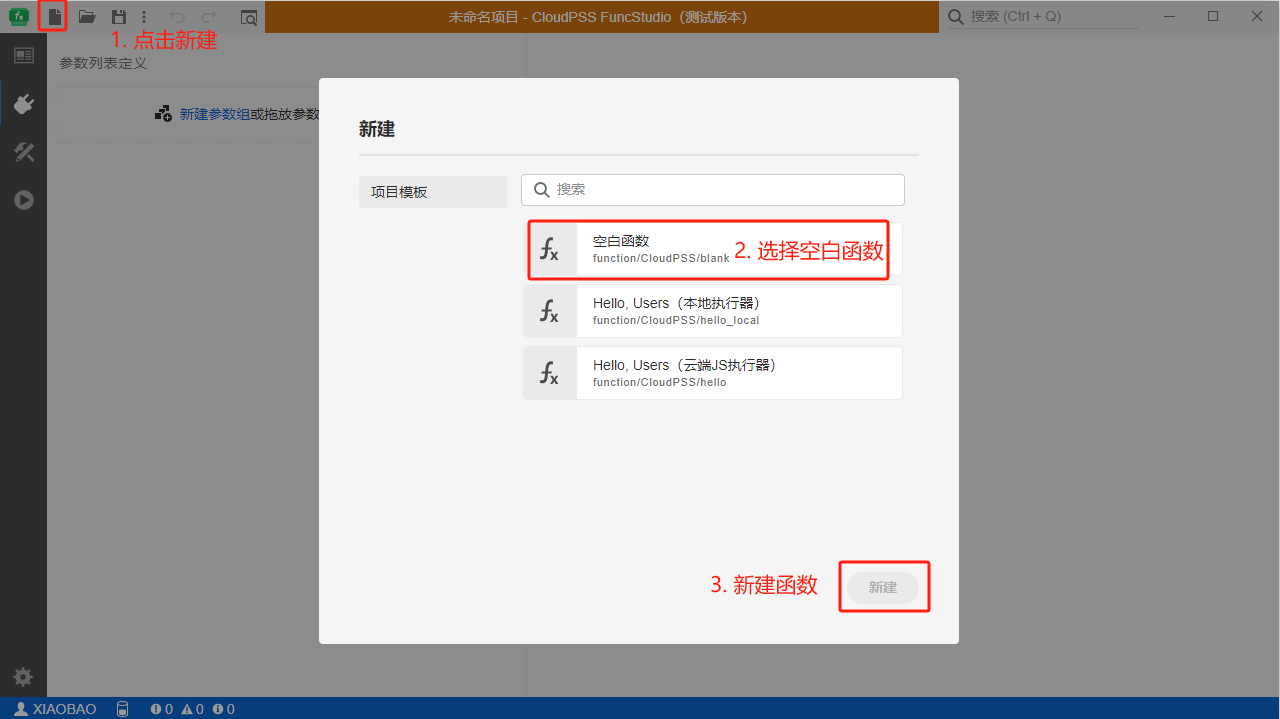 未命名项目 - CloudPSS FuncStudio（测试版本）
搜索 (Ctrl + Q)
1. 点击新建
参数列表定义
新建参数组或拖放参数
新建
项目模板
搜索
空白函数
function/CloudPSS/blank
2. 选择空白函数
Hello, Users（本地执行器）
function/CloudPSS/hello_local
Hello, Users（云端JS执行器）
function/CloudPSS/hello
3. 新建函数
新建
XIAOBAO
0
0
0